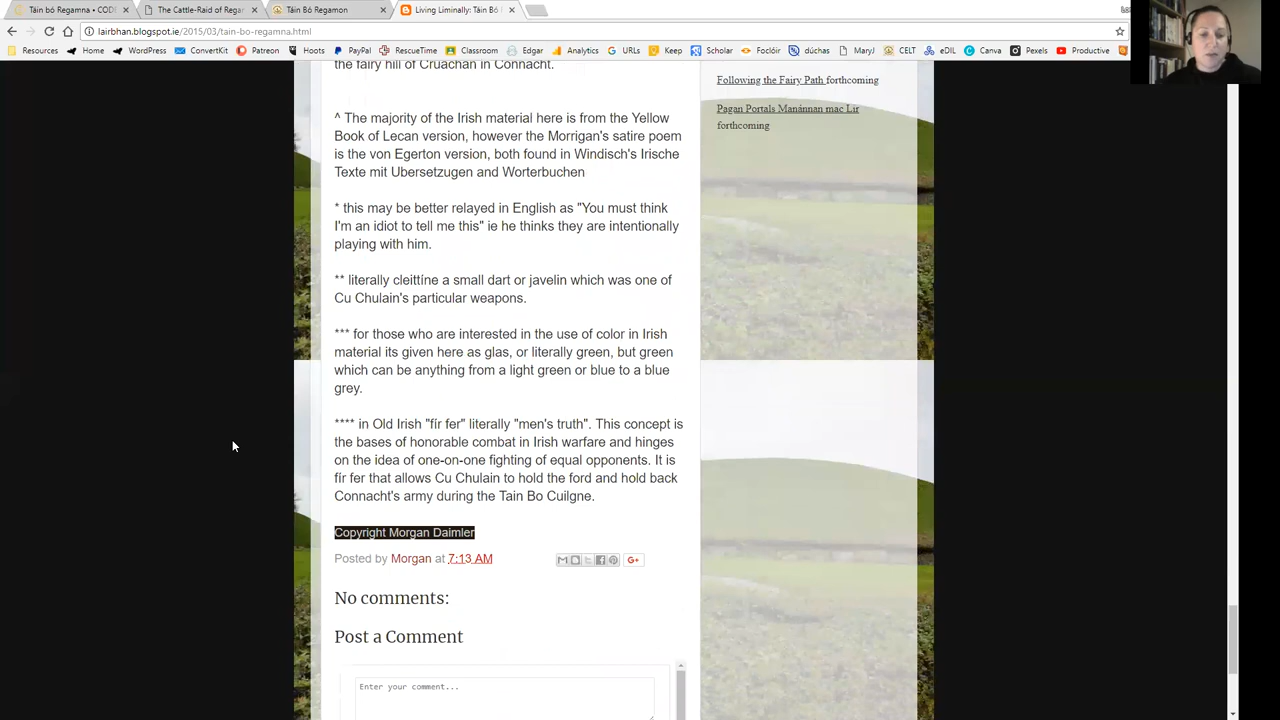 Táin bó Regamna • COD
The Cattle-Raid of Regar
Táin Bó Regamon
Living Liminally: Táin Bó
lairbhan.blogspot.ie/2015/03/tain-bo-regamna.html
Resources
Home
WordPress
ConvertKit
Patreon
Hoot
PayPal
RescueTime
Classroom
Edgar
Analytics
URLs
Keep
Scholar
Foclóir
dúchas
MaryJ
CELT
eDIL
Canva
Pexels
Productive
the fairy hill of Cruachan in Connacht.
^ The majority of the Irish material here is from the Yellow
Book of Lecan version, however the Morrigan's satire poem
is the von Egerton version, both found in Windisch's Irische
Texte mit Ubersetzugen and Worterbuchen
* this may be better relayed in English as "You must think
I'm an idiot to tell me this" ie he thinks they are intentionally
playing with him.
** literally cleittíne a small dart or javelin which was one of
Cu Chulain's particular weapons.
*** for those who are interested in the use of color in Irish
material its given here as glas, or literally green, but green
which can be anything from a light green or blue to a blue
grey.
**** in Old Irish "fír fer" literally "men's truth". This concept is
the bases of honorable combat in Irish warfare and hinges
on the idea of one-on-one fighting of equal opponents. It is
fír fer that allows Cu Chulain to hold the ford and hold back
Connacht's army during the Tain Bo Cuilgne.
Copyright Morgan Daimler
Posted by Morgan at 7:13 AM
No comments:
Post a Comment
Enter your comment...
Following the Fairy Path forthcoming
Pagan Portals Manánnan mac Lir
forthcoming